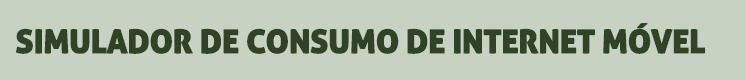 SIMULADOR DE CONSUMO DE INTERNET MÓVEL